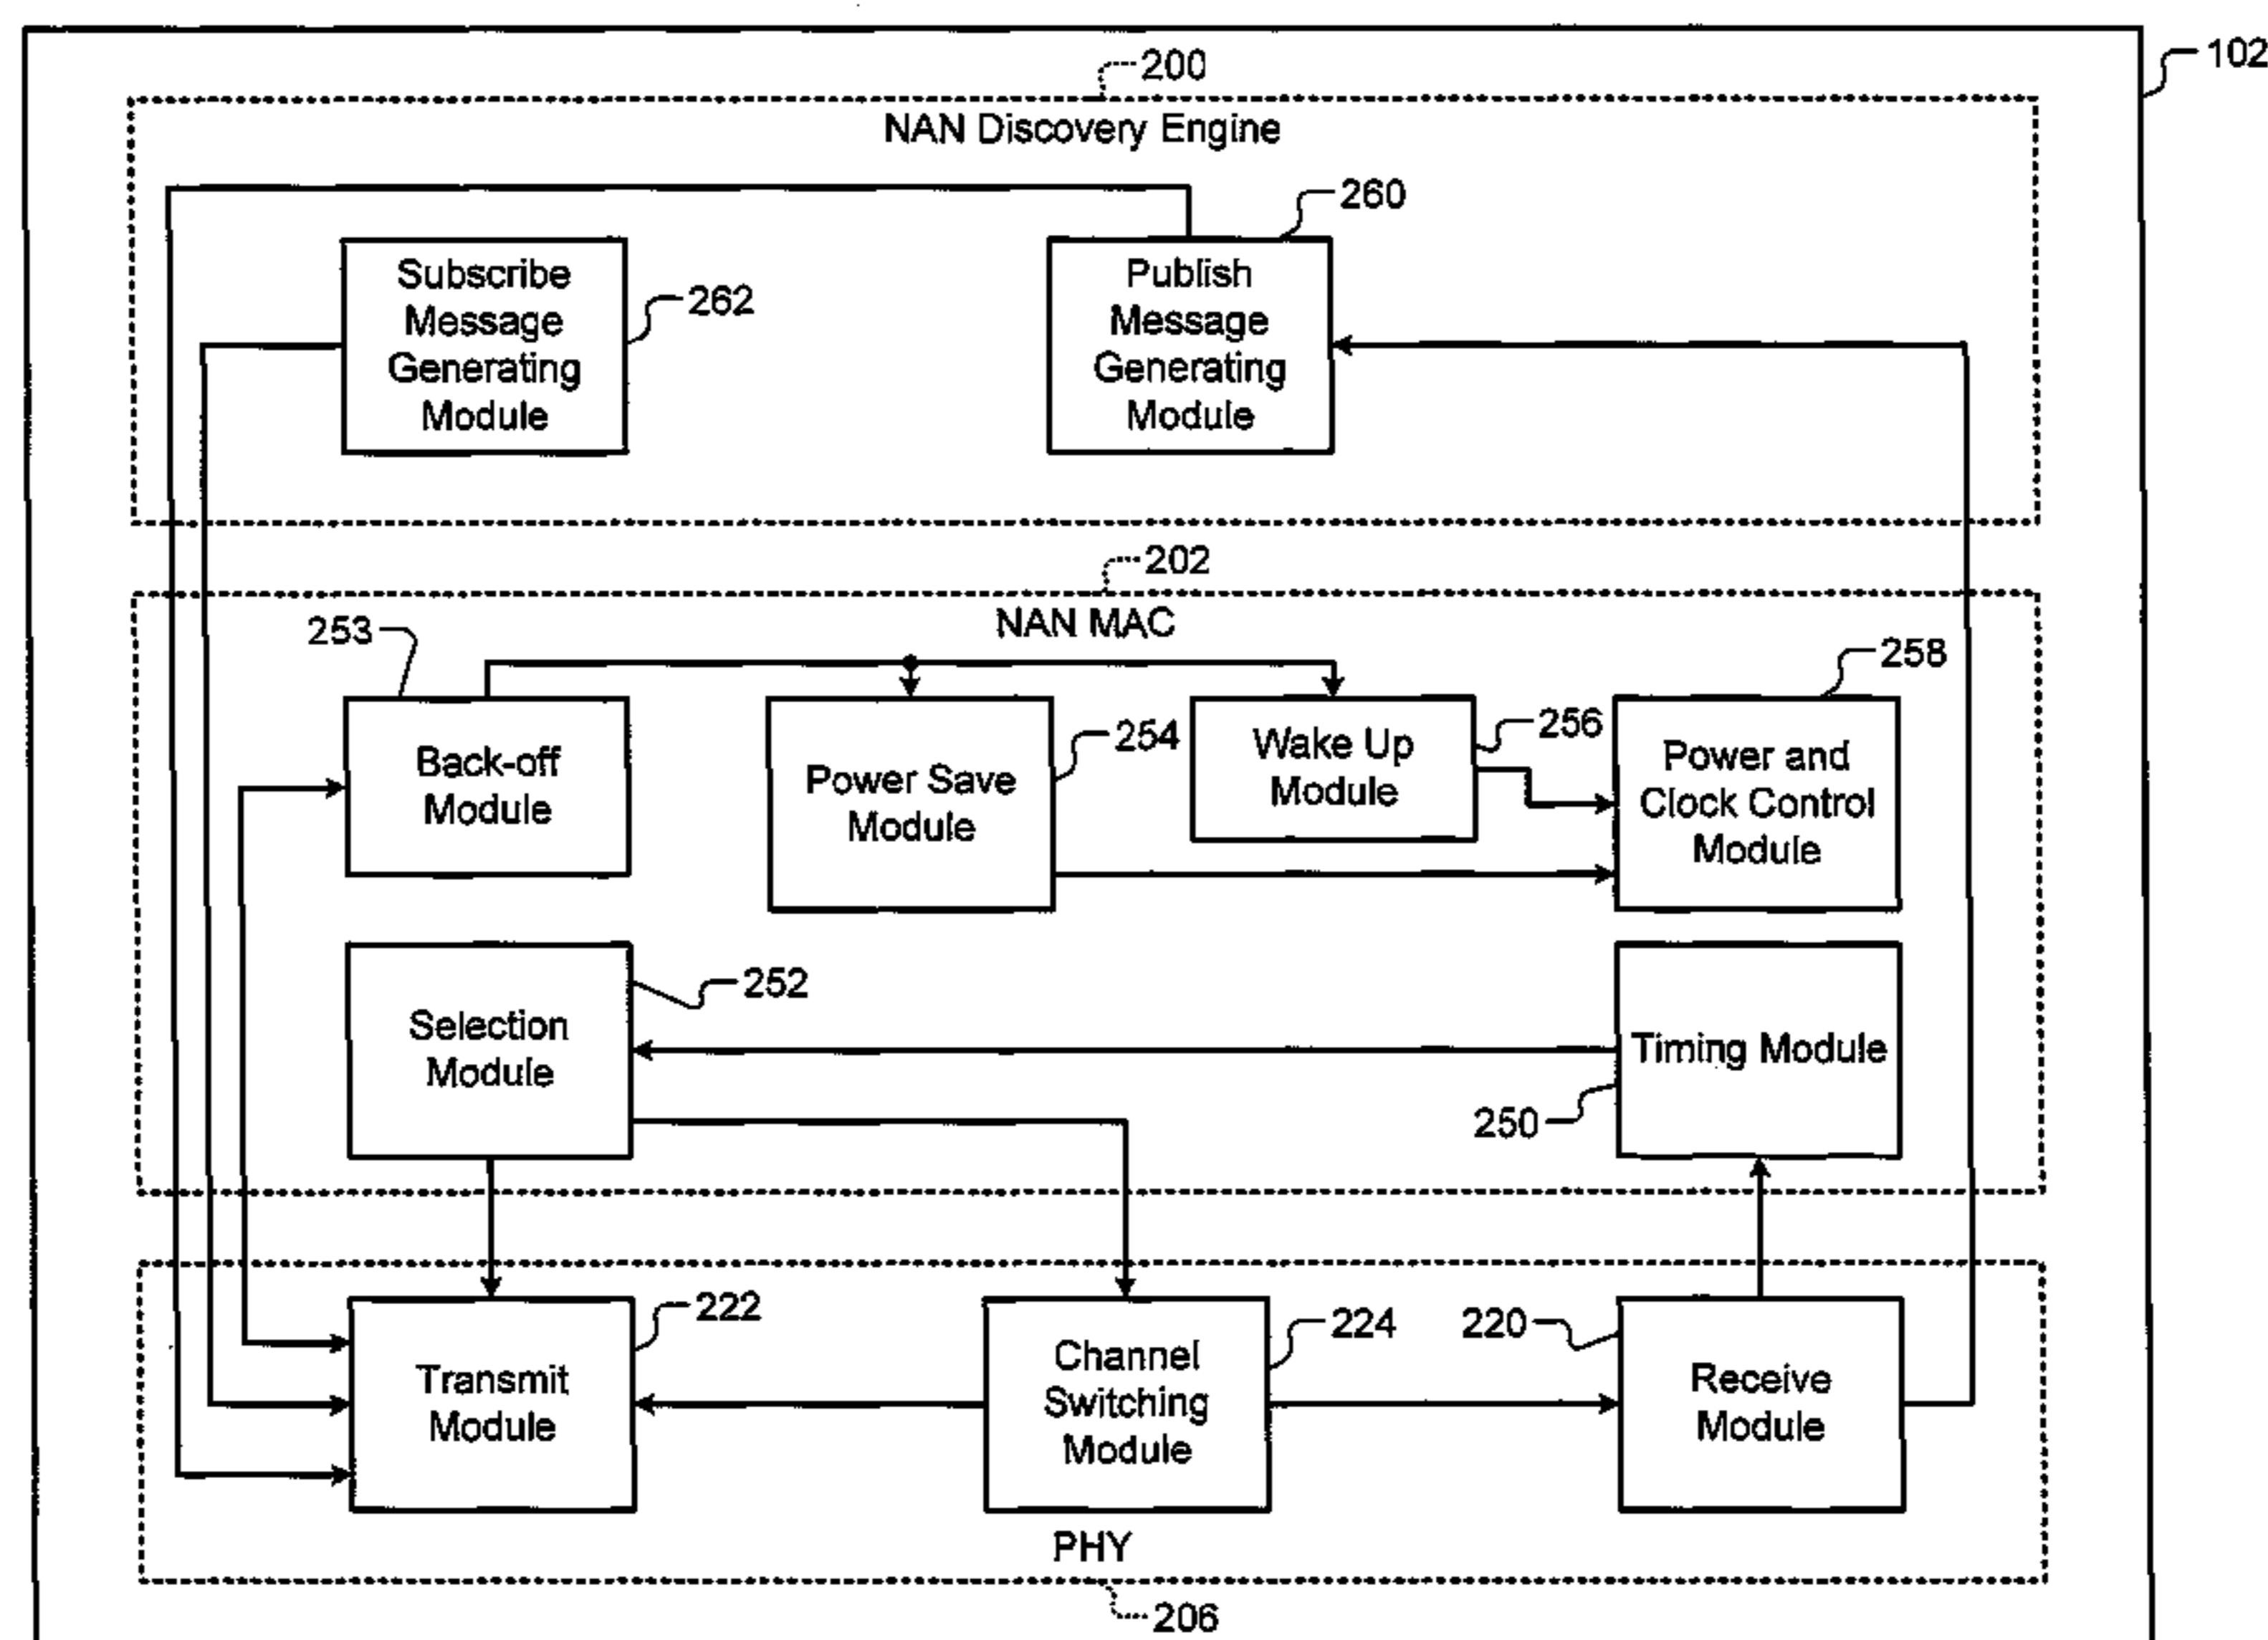 102
200
NAN Discovery Engine
260
Subscribe
Message
Generating
Module
262
Publish
Message
Generating
Module
202
NAN MAC
253
258
Back-off
Module
Power Save
Module
254
Wake Up
Module
256
Power and
Clock Control
Module
Selection
Module
252
Timing Module
250
Transmit
Module
222
Channel
Switching
Module
224
220
Receive
Module
PHY
206